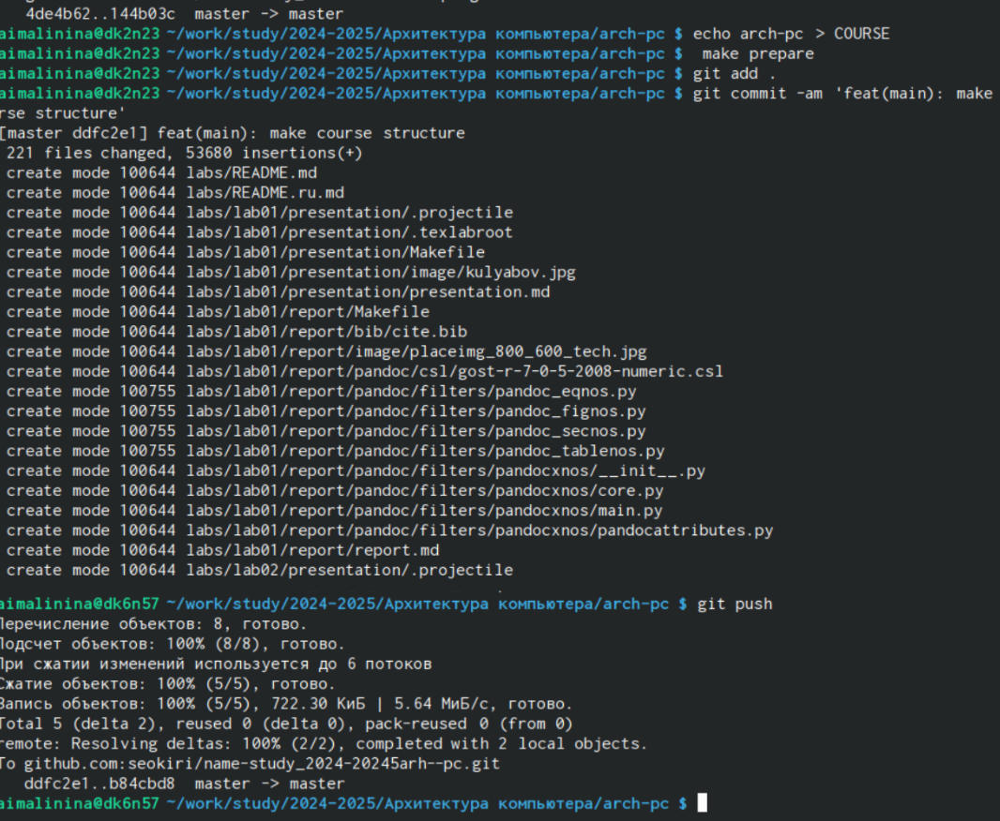 4de4b62..144b03c master -> master
aimalinina@dk2n23 ~/work/study/2024-2025/Архитектура компьютера/arch-pc $ echo arch-pc > COURSE
aimalinina@dk2n23 ~/work/study/2024-2025/Архитектура компьютера/arch-pc $  make prepare
aimalinina@dk2n23 ~/work/study/2024-2025/Архитектура компьютера/arch-pc $ git add .
aimalinina@dk2n23 ~/work/study/2024-2025/Архитектура компьютера/arch-pc $ git commit -am 'feat(main): make
rse structure'
[master ddfc2e1] feat(main): make course structure
221 files changed, 53680 insertions(+)
create mode 100644 labs/README.md
create mode 100644 labs/README.ru.md
create mode 100644 labs/lab01/presentation/.projectile
create mode 100644 labs/lab01/presentation/.texlabroot
create mode 100644 labs/lab01/presentation/Makefile
create mode 100644 labs/lab01/presentation/image/kulyabov.jpg
create mode 100644 labs/lab01/presentation/presentation.md
create mode 100644 labs/lab01/report/Makefile
create mode 100644 labs/lab01/report/bib/cite.bib
create mode 100644 labs/lab01/report/image/placeimg_800_600_tech.jpg
create mode 100644 labs/lab01/report/pandoc/csl/gost-r-7-0-5-2008-numeric.csl
create mode 100755 labs/lab01/report/pandoc/filters/pandoc_eqnos.py
create mode 100755 labs/lab01/report/pandoc/filters/pandoc_fignos.py
create mode 100755 labs/lab01/report/pandoc/filters/pandoc_secnos.py
create mode 100755 labs/lab01/report/pandoc/filters/pandoc_tablenos.py
create mode 100644 labs/lab01/report/pandoc/filters/pandocxnos/__init__.py
create mode 100644 labs/lab01/report/pandoc/filters/pandocxnos/core.py
create mode 100644 labs/lab01/report/pandoc/filters/pandocxnos/main.py
create mode 100644 labs/lab01/report/pandoc/filters/pandocxnos/pandocattributes.py
create mode 100644 labs/lab01/report/report.md
create mode 100644 labs/lab02/presentation/.projectile
aimalinina@dk6n57 ~/work/study/2024-2025/Архитектура компьютера/arch-pc $ git push
Перечисление объектов: 8, готово.
Подсчет объектов: 100% (8/8), готово.
При сжатии изменений используется до 6 потоков
Сжатие объектов: 100% (5/5), готово.
Запись объектов: 100% (5/5), 722.30 КиБ | 5.64 МиБ/с, готово.
Total 5 (delta 2), reused 0 (delta 0), pack-reused 0 (from 0)
remote: Resolving deltas: 100% (2/2), completed with 2 local objects.
To github.com:seokiri/name-study_2024-20245arh--pc.git
ddfc2e1..b84cbd8 master -> master
aimalinina@dk6n57 ~/work/study/2024-2025/Архитектура компьютера/arch-pc $